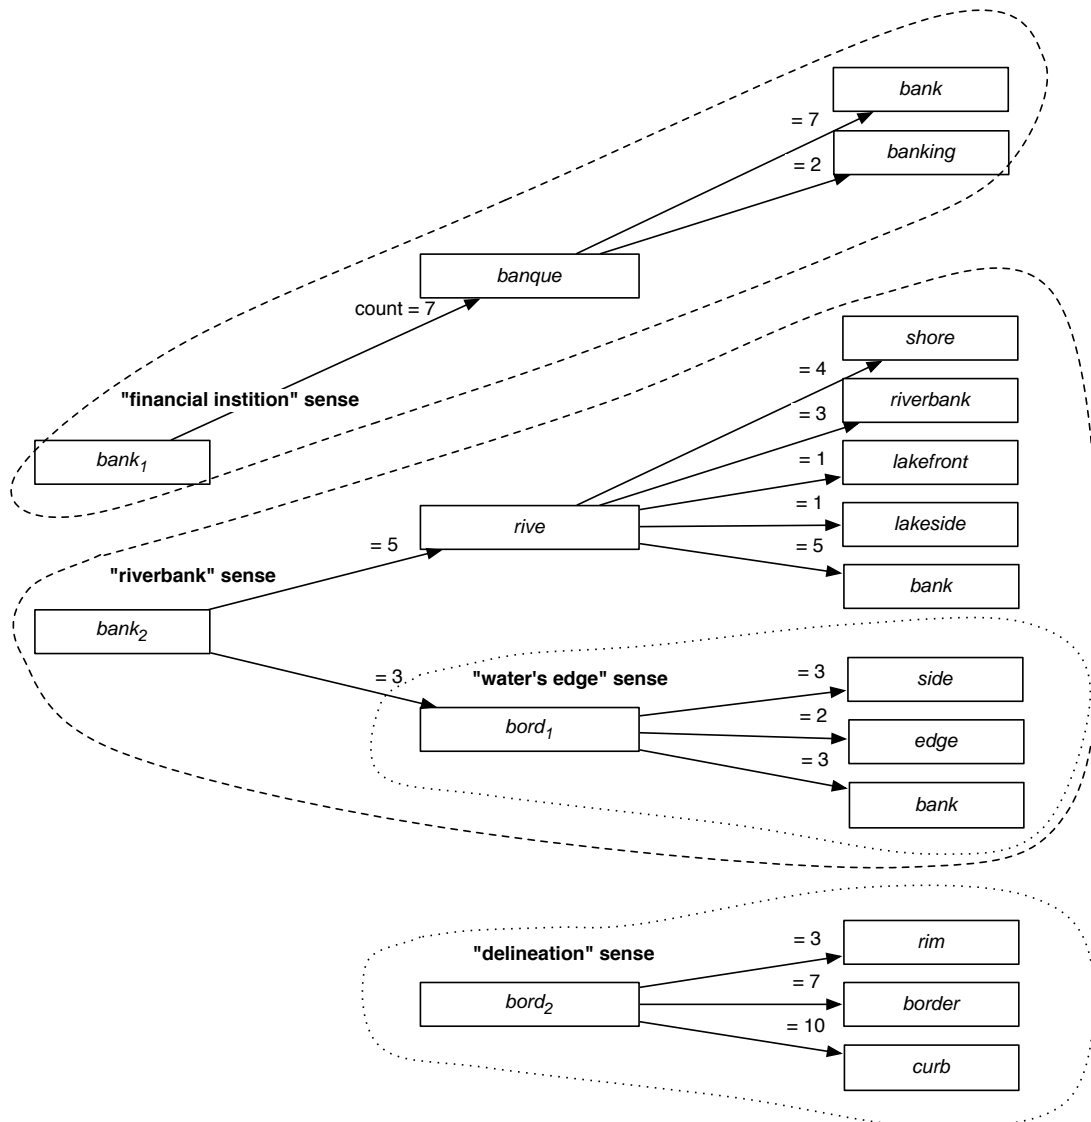 bank
= 7
banking
= 2
banque
count = 7
shore
= 4
"financial instition" sense
riverbank
= 3
bank1
lakefront
= 1
lakeside
= 1
rive
= 5
= 5
"riverbank" sense
bank
bank2
= 3
"water's edge" sense
= 3
side
bord1
= 2
edge
= 3
bank
"delineation" sense
= 3
rim
bord2
= 7
border
= 10
curb